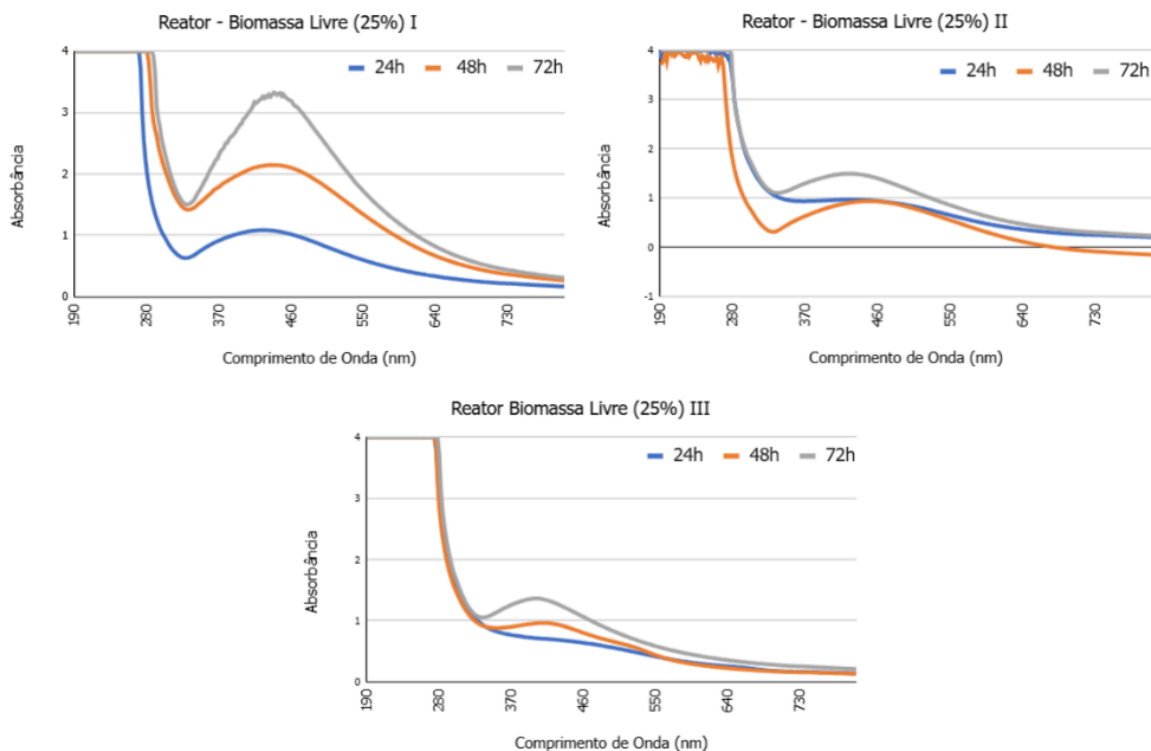 Reator - Biomassa Livre (25%) I
24h 48h 72h
4
3
2
1
0
Absorbância
190 280 370 460 550 640 730
Comprimento de Onda (nm)
Reator - Biomassa Livre (25%) II
24h 48h 72h
4
3
2
1
0
-1
Absorbância
190 280 370 460 550 640 730
Comprimento de Onda (nm)
Reator Biomassa Livre (25%) III
24h 48h 72h
4
3
2
1
0
Absorbância
190 280 370 460 550 640 730
Comprimento de Onda (nm)